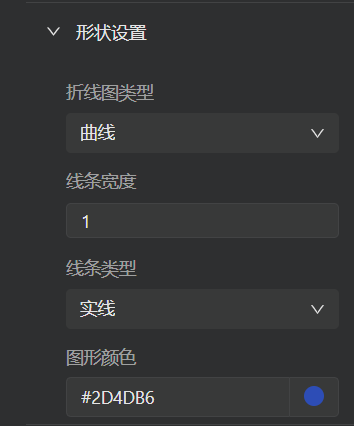 形状设置
折线图类型
曲线
线条宽度
1
线条类型
实线
图形颜色
#2D4DB6